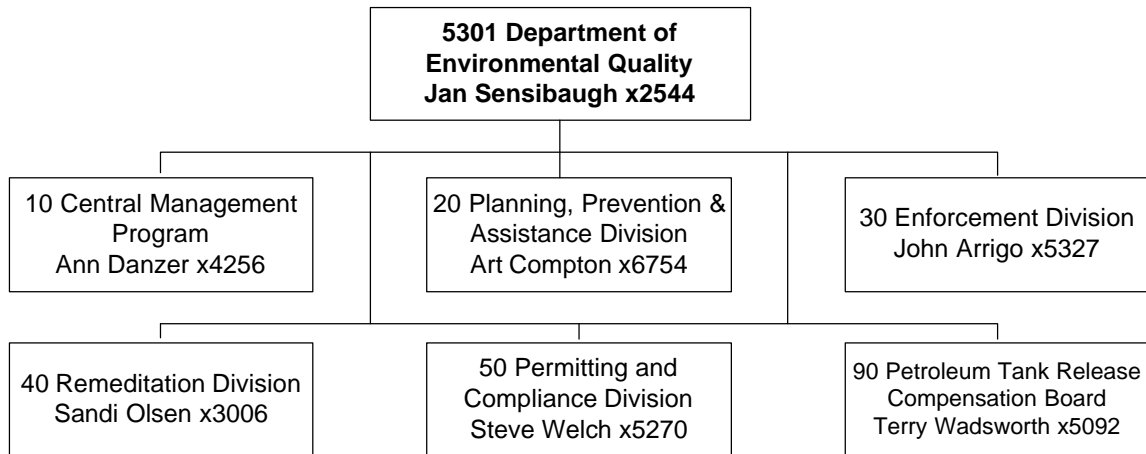 5301 Department of
Environmental Quality
Jan Sensibaugh x2544
10 Central Management
Program
Ann Danzer x4256
20 Planning, Prevention &
Assistance Division
Art Compton x6754
30 Enforcement Division
John Arrigo x5327
40 Remeditation Division
Sandi Olsen x3006
50 Permitting and
Compliance Division
Steve Welch x5270
90 Petroleum Tank Release
Compensation Board
Terry Wadsworth x5092